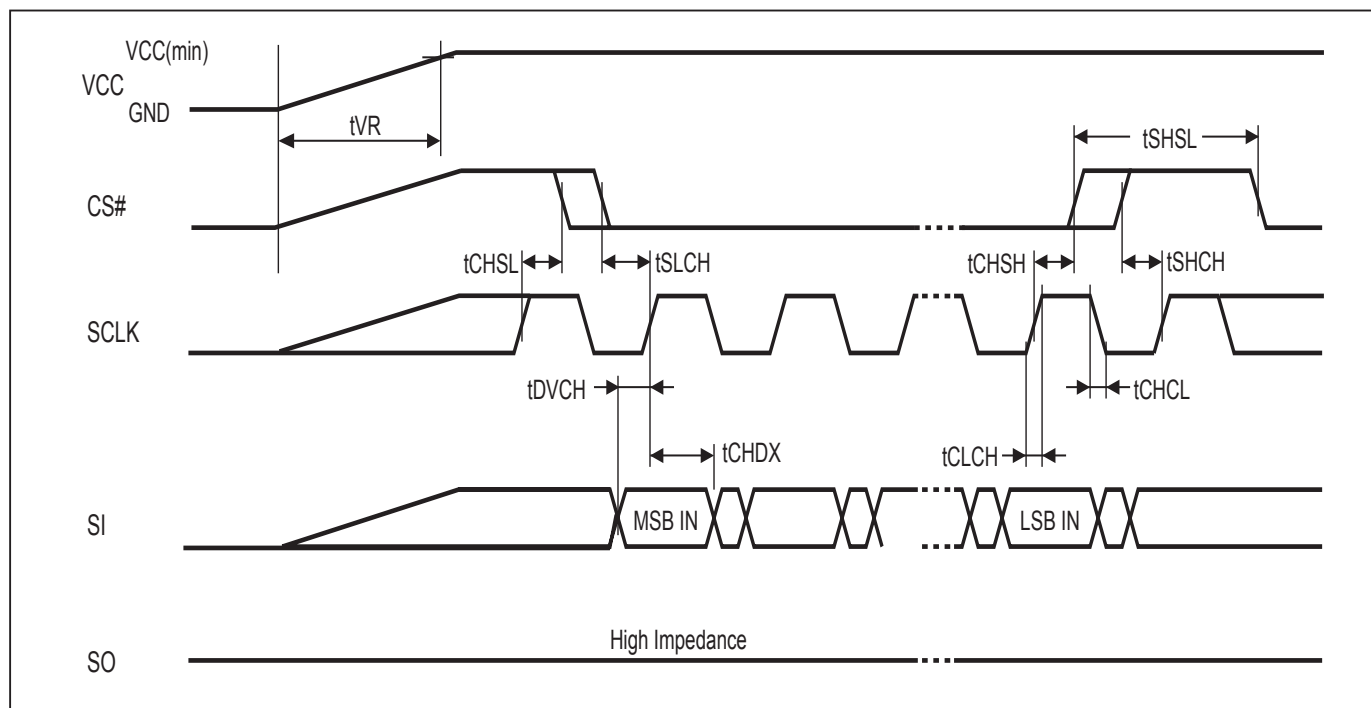 VCC(min)
VCC
GND
tVR
tSHSL
CS#
tCHSL
tSLCH
tCHSH
tSHCH
SCLK
tDVCH
tCHCL
tCHDX
tCLCH
SI
MSB IN
LSB IN
High Impedance
SO